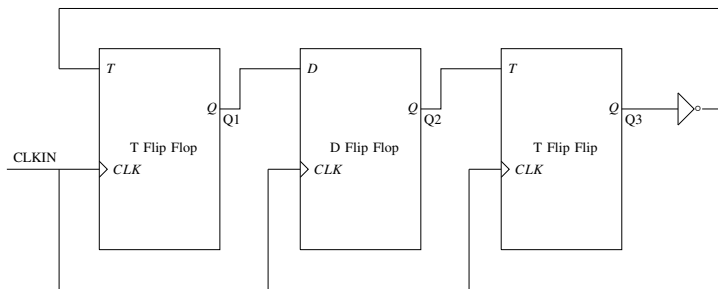 T
D
T
Q
Q
Q
Q1
Q2
Q3
T Flip Flop
D Flip Flop
T Flip Flip
CLKIN
CLK
CLK
CLK